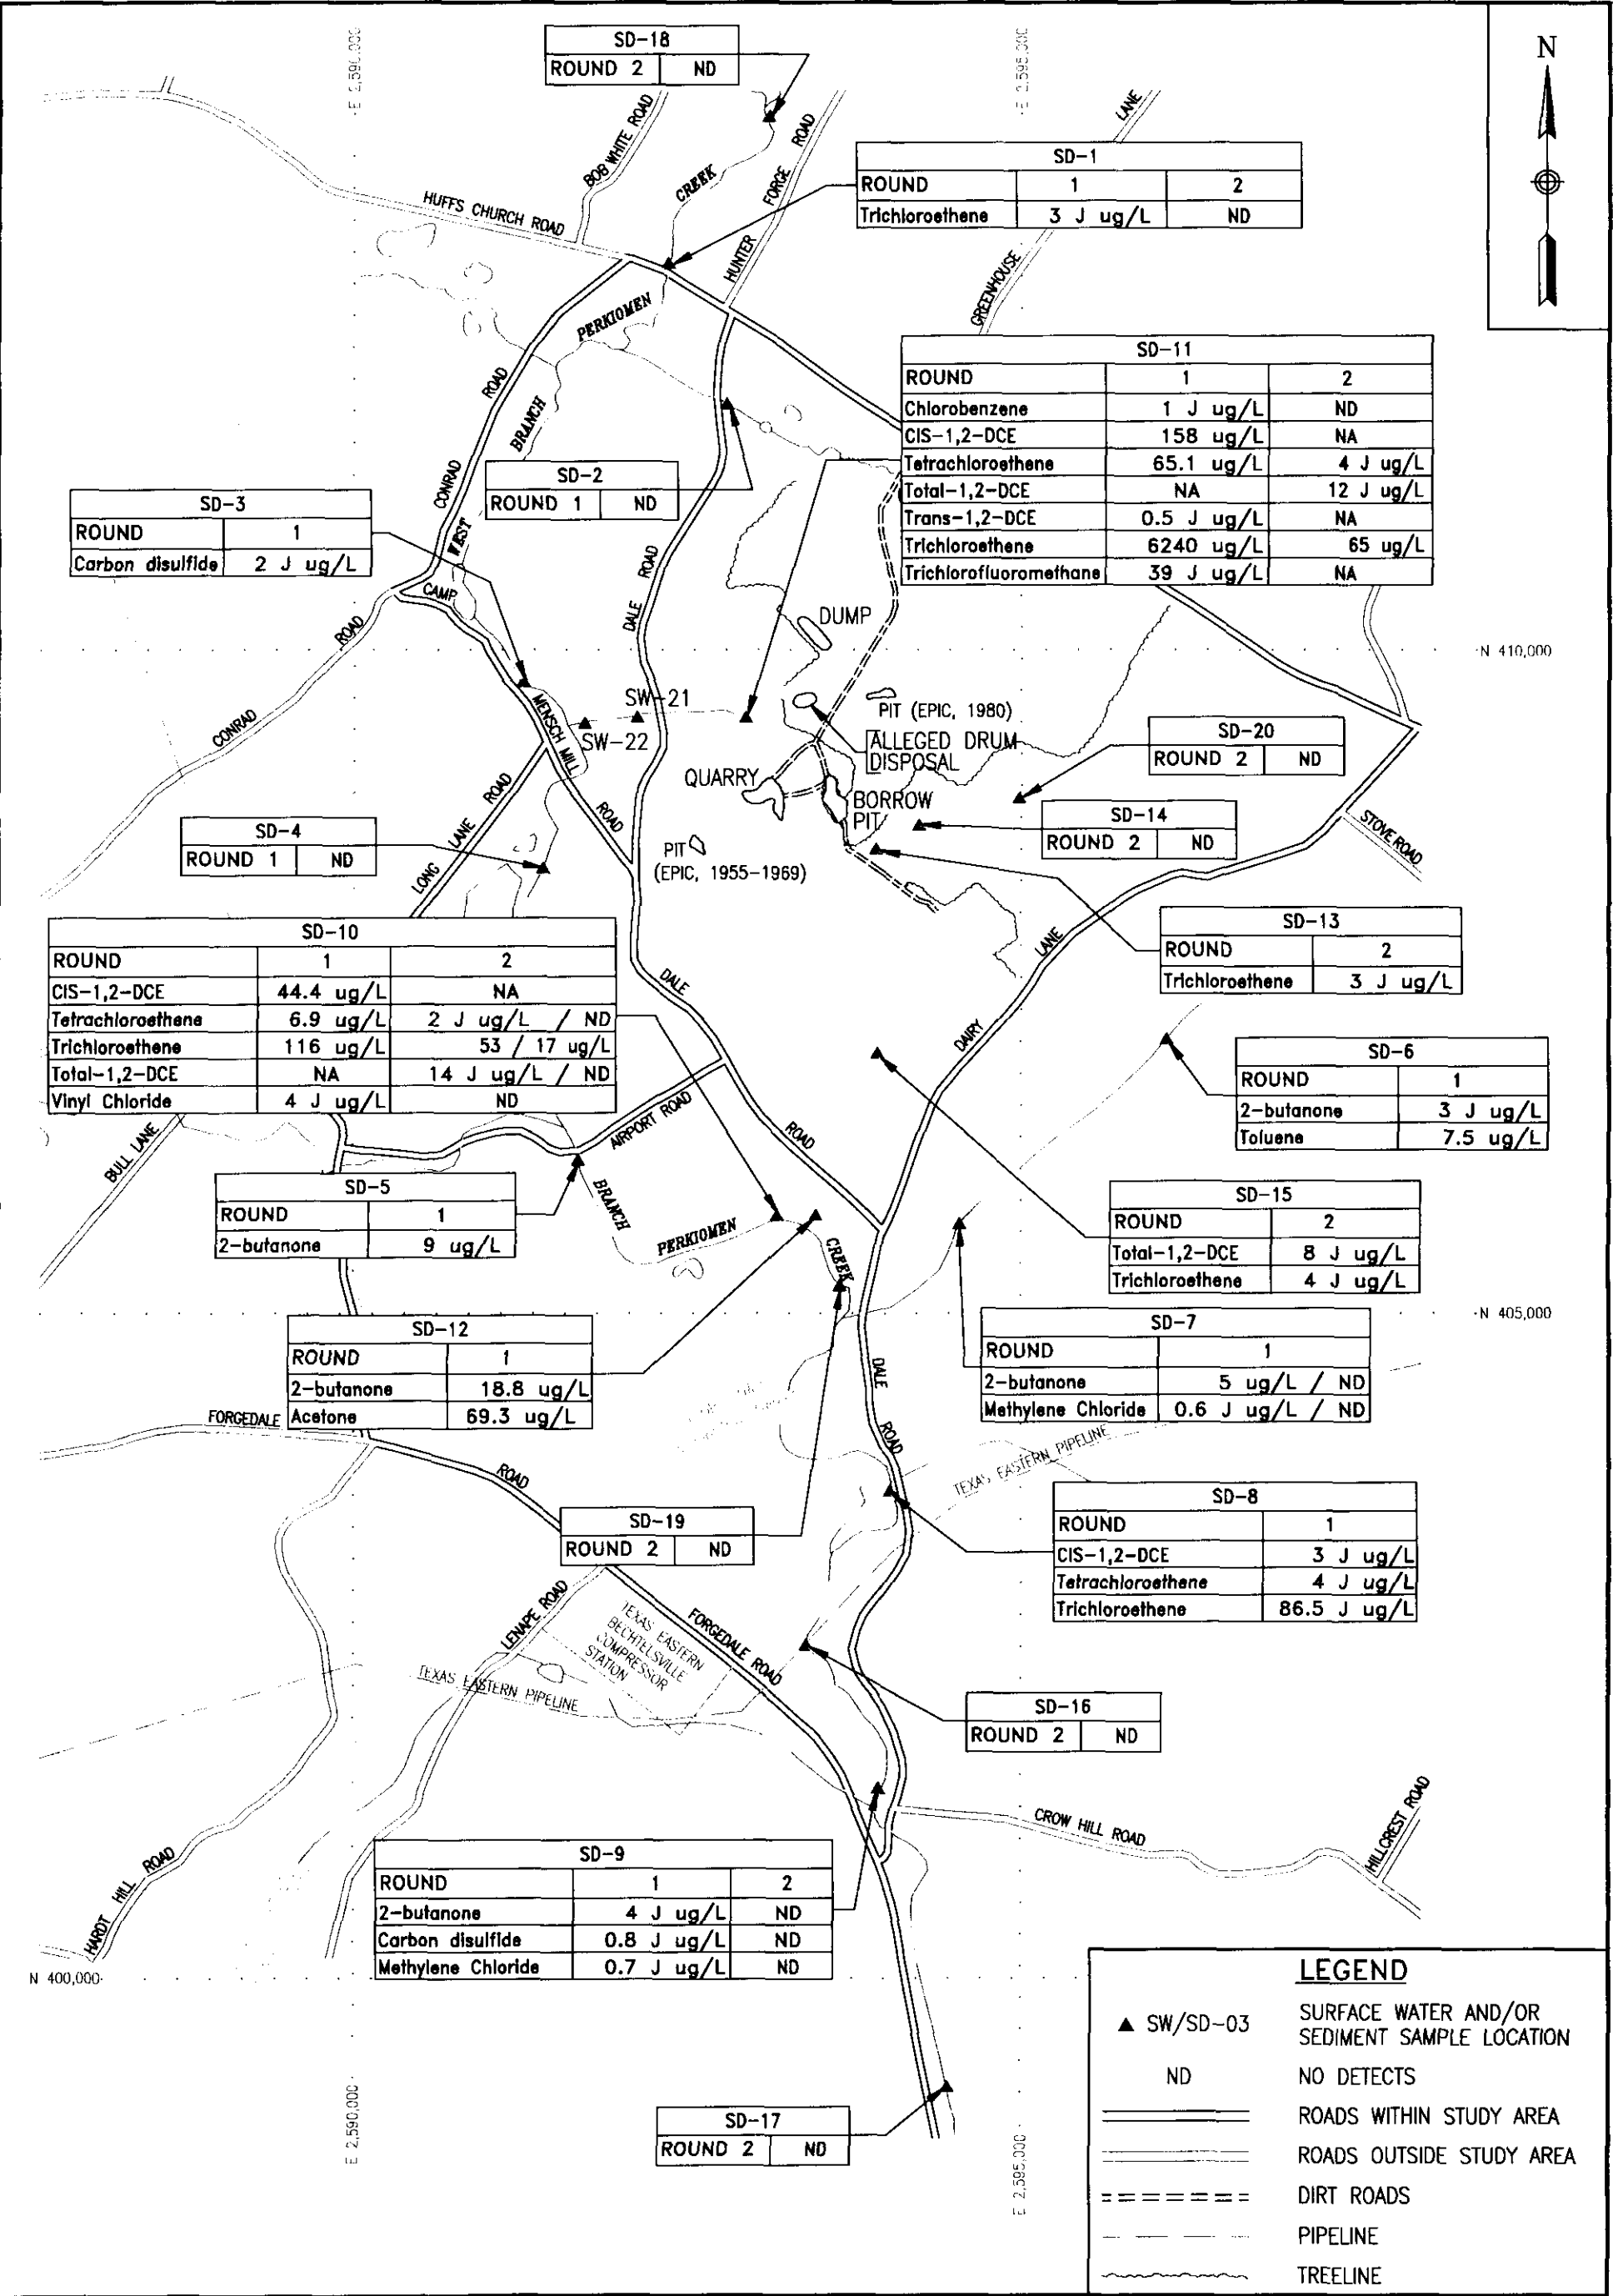 E 2,590,000
E 2,595,000
N
SD-18
ROUND 2 ND
BOB WHITE ROAD
CREEK
HUNTER FORGE ROAD
GREENHOUSE LANE
HUFFS CHURCH ROAD
SD-1
ROUND 1 2
Trichloroethene 3 J ug/L ND
PERKIOMEN
BRANCH
WEST
CONRAD ROAD
SD-11
ROUND 1 2
Chlorobenzene 1 J ug/L ND
CIS-1,2-DCE 158 ug/L NA
Tetrachloroethene 65.1 ug/L 4 J ug/L
Total-1,2-DCE NA 12 J ug/L
Trans-1,2-DCE 0.5 J ug/L NA
Trichloroethene 6240 ug/L 65 ug/L
Trichlorofluoromethane 39 J ug/L NA
SD-2
ROUND 1 ND
SD-3
ROUND 1
Carbon disulfide 2 J ug/L
CAMP
MENSCH MILL ROAD
DALE ROAD
CONRAD ROAD
DUMP
N 410,000
SW-21
SW-22
PIT (EPIC, 1980)
ALLEGED DRUM
DISPOSAL
QUARRY
BORROW
PIT
SD-20
ROUND 2 ND
SD-14
ROUND 2 ND
STOVE ROAD
SD-4
ROUND 1 ND
LONG LANE ROAD
PIT
(EPIC, 1955-1969)
SD-13
ROUND 2
Trichloroethene 3 J ug/L
SD-10
ROUND 1 2
CIS-1,2-DCE 44.4 ug/L NA
Tetrachloroethene 6.9 ug/L 2 J ug/L / ND
Trichloroethene 116 ug/L 53 / 17 ug/L
Total-1,2-DCE NA 14 J ug/L / ND
Vinyl Chloride 4 J ug/L ND
DALE ROAD
DAIRY LANE
SD-6
ROUND 1
2-butanone 3 J ug/L
Toluene 7.5 ug/L
BULL LANE
AIRPORT ROAD
SD-5
ROUND 1
2-butanone 9 ug/L
BRANCH
PERKIOMEN
CREEK
SD-15
ROUND 2
Total-1,2-DCE 8 J ug/L
Trichloroethene 4 J ug/L
N 405,000
SD-12
ROUND 1
2-butanone 18.8 ug/L
Acetone 69.3 ug/L
SD-7
ROUND 1
2-butanone 5 ug/L / ND
Methylene Chloride 0.6 J ug/L / ND
FORGEDALE ROAD
DALE ROAD
TEXAS EASTERN PIPELINE
SD-8
ROUND 1
CIS-1,2-DCE 3 J ug/L
Tetrachloroethene 4 J ug/L
Trichloroethene 86.5 J ug/L
SD-19
ROUND 2 ND
LENAPE ROAD
TEXAS EASTERN
BECHTELSVILLE
COMPRESSOR
STATION
FORGEDALE ROAD
TEXAS EASTERN PIPELINE
SD-16
ROUND 2 ND
CROW HILL ROAD
HILLCREST ROAD
HARDT HILL ROAD
SD-9
ROUND 1 2
2-butanone 4 J ug/L ND
Carbon disulfide 0.8 J ug/L ND
Methylene Chloride 0.7 J ug/L ND
N 400,000
SD-17
ROUND 2 ND
E 2,590,000
E 2,595,000
LEGEND
SW/SD-03 SURFACE WATER AND/OR
SEDIMENT SAMPLE LOCATION
ND NO DETECTS
ROADS WITHIN STUDY AREA
ROADS OUTSIDE STUDY AREA
DIRT ROADS
PIPELINE
TREELINE